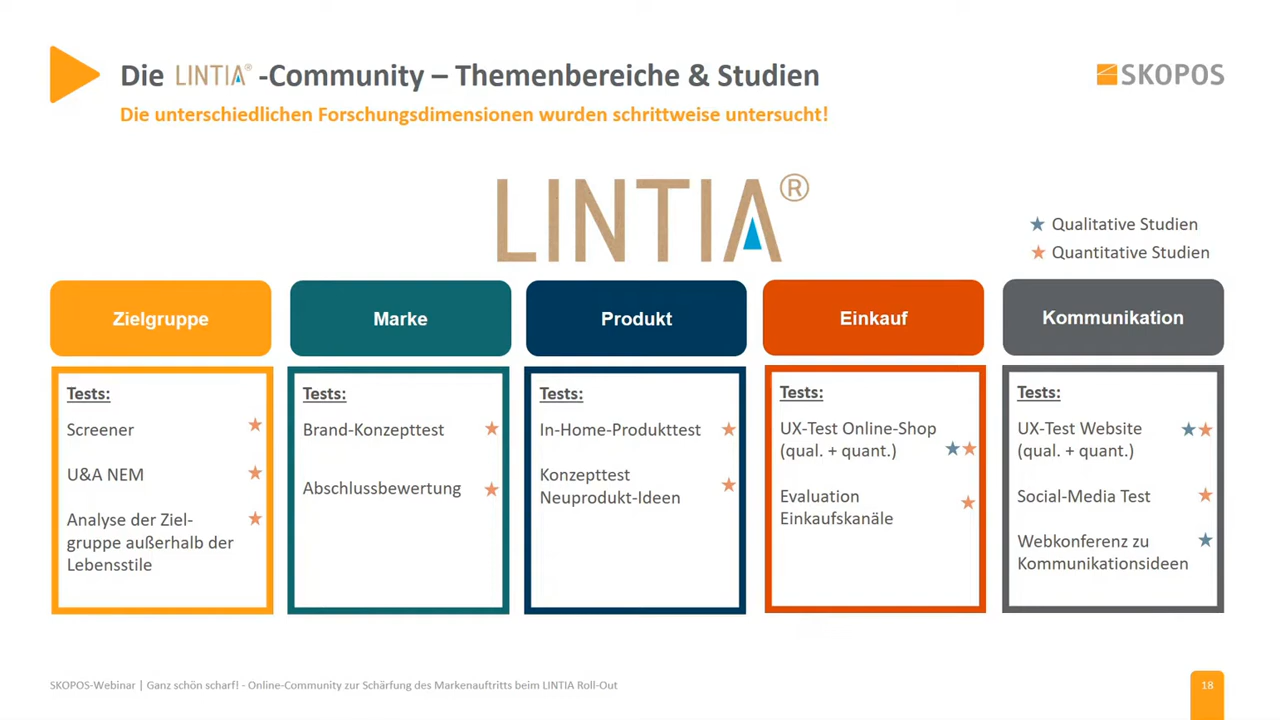 Die LINTIA® -Community – Themenbereiche & Studien
SKOPOS
Die unterschiedlichen Forschungsdimensionen wurden schrittweise untersucht!
LINTIA®
★ Qualitative Studien
★ Quantitative Studien
Zielgruppe
Tests:
Screener ★
U&A NEM ★
Analyse der Ziel- ★
gruppe außerhalb der
Lebensstile
Marke
Tests:
Brand-Konzepttest ★
Abschlussbewertung ★
Produkt
Tests:
In-Home-Produkttest ★
Konzepttest ★
Neuprodukt-Ideen
Einkauf
Tests:
UX-Test Online-Shop
(qual. + quant.) ★★
Evaluation ★
Einkaufskanäle
Kommunikation
Tests:
UX-Test Website ★★
(qual. + quant.)
Social-Media Test ★
Webkonferenz zu ★
Kommunikationsideen
SKOPOS-Webinar | Ganz schön scharf! - Online-Community zur Schärfung des Markenauftritts beim LINTIA Roll-Out
18